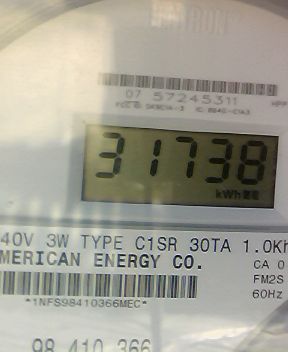 07 57245311
31738
kWh
40V 3W TYPE C1SR 30TA 1.0Kh
MERICAN ENERGY CO.
CA 0
FM2S
*1NFS98410366MEC*
60Hz
98 410 366